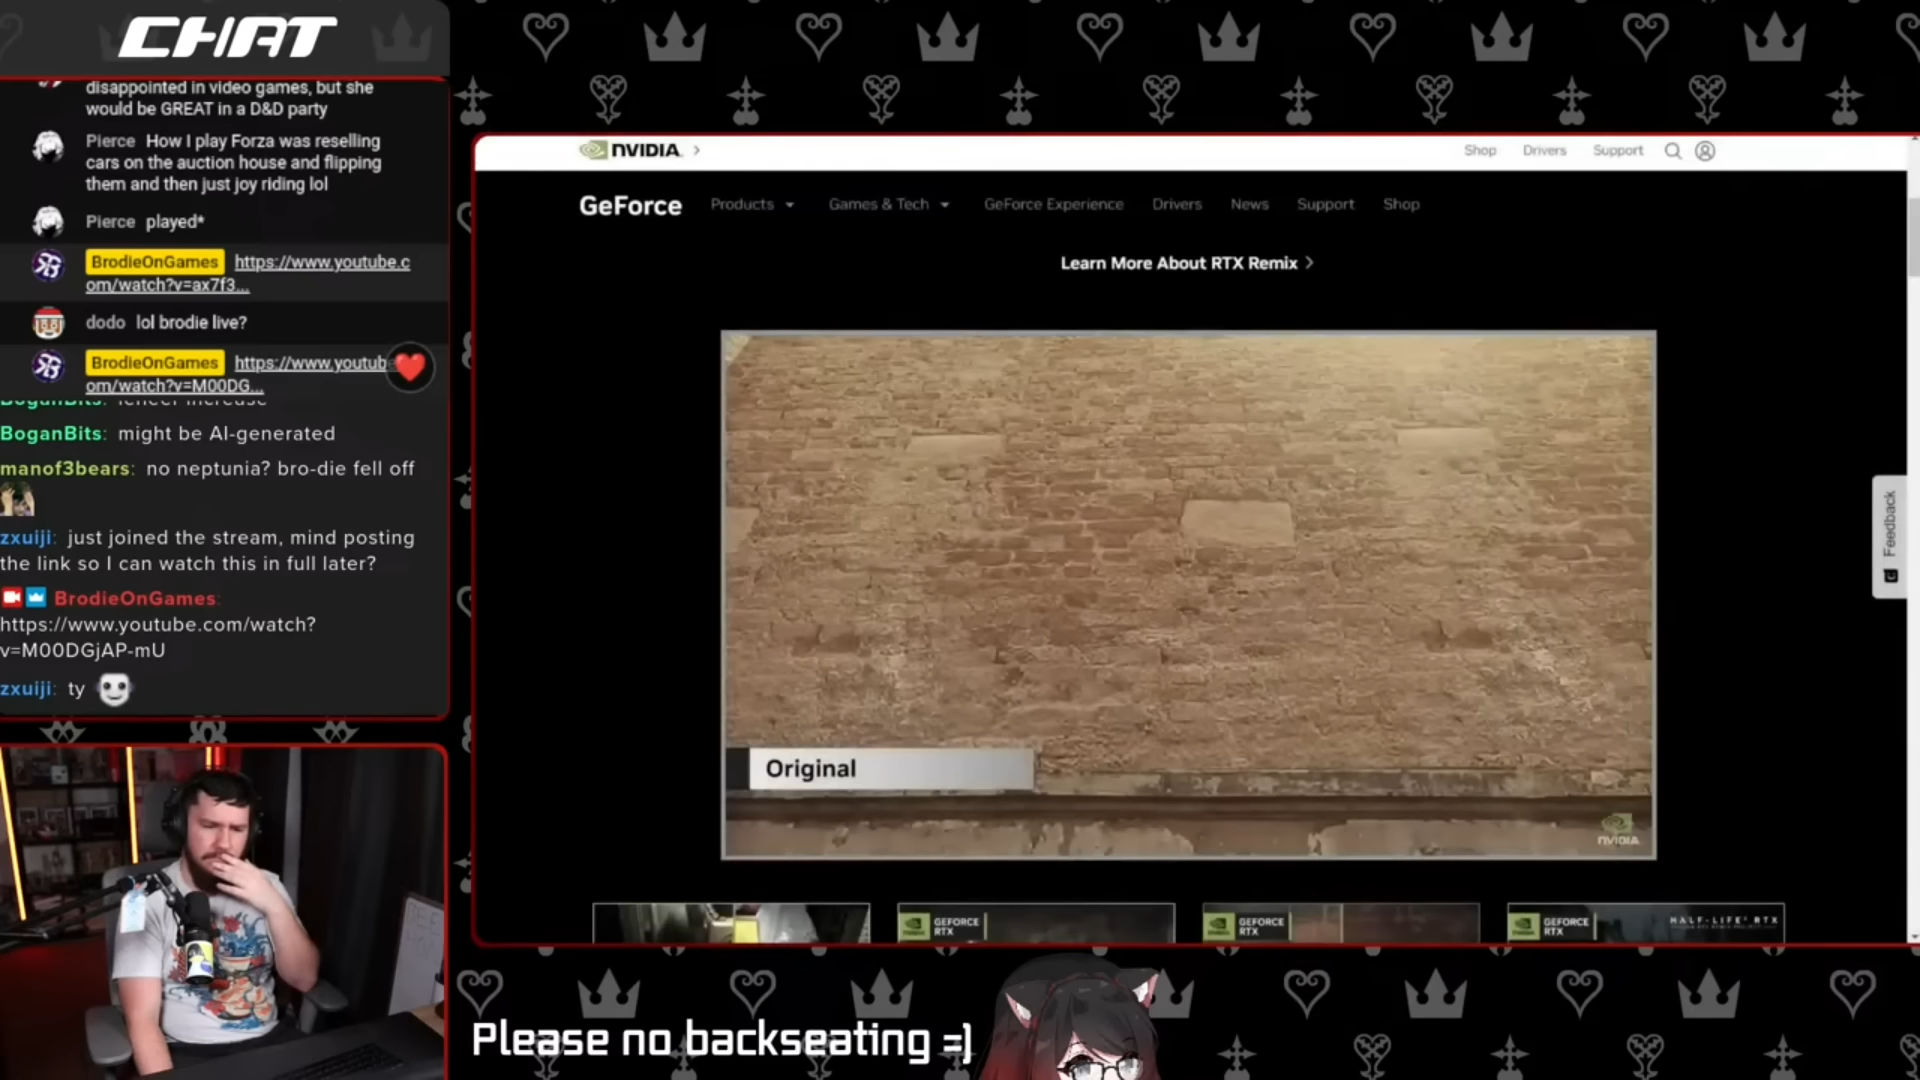 CHAT
disappointed in video games, but she
would be GREAT in a D&D party
Pierce How I play Forza was reselling
cars on the auction house and flipping
them and then just joy riding lol
Pierce played*
BrodieOnGames https://www.youtube.c
om/watch?v=ax7f3...
dodo lol brodie live?
BrodieOnGames https://www.youtub
om/watch?v=M00DG...
BoganBits: might be AI-generated
manof3bears: no neptunia? bro-die fell off
zxuiji: just joined the stream, mind posting
the link so I can watch this in full later?
BrodieOnGames:
https://www.youtube.com/watch?
v=M00DGjAP-mU
zxuiji: ty
NVIDIA
Shop Drivers Support
GeForce Products Games & Tech GeForce Experience Drivers News Support Shop
Learn More About RTX Remix
Feedback
Original
NVIDIA
GEFORCE
RTX
GEFORCE
RTX
GEFORCE
RTX
HALF-LIFE² RTX
Please no backseating =)